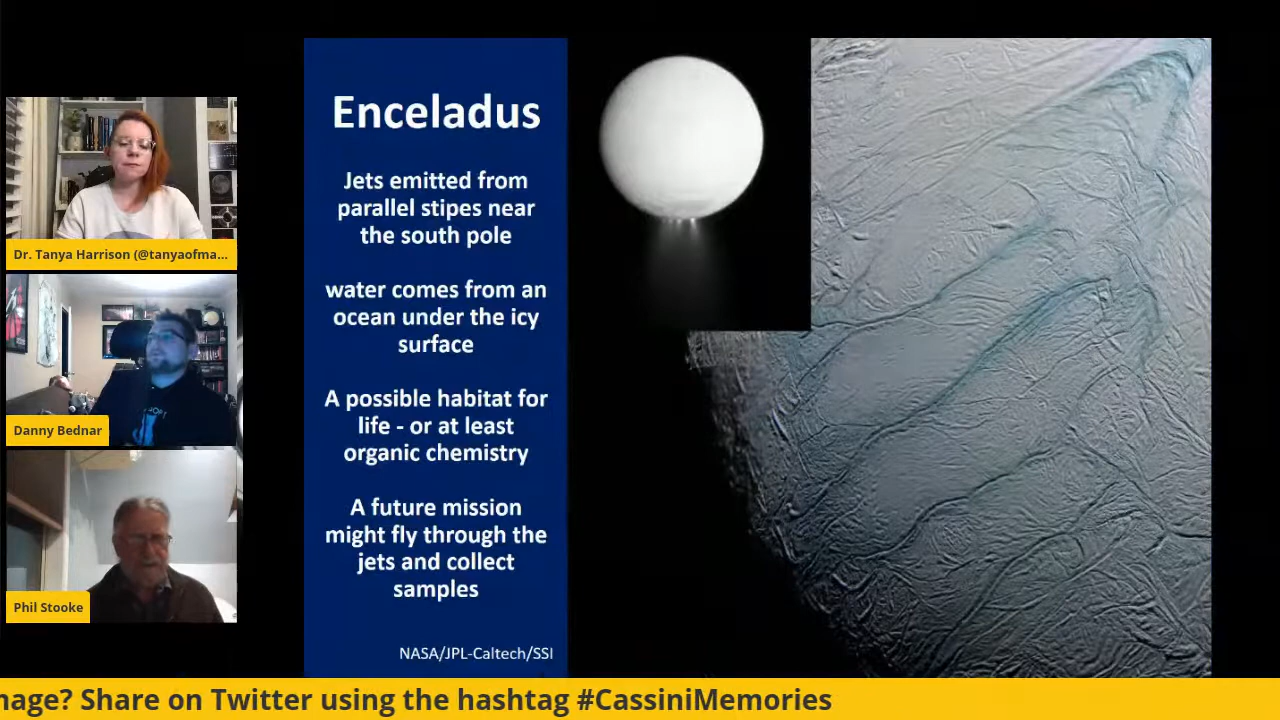 Dr. Tanya Harrison (@tanyaofma...
Danny Bednar
Phil Stooke
Enceladus
Jets emitted from
parallel stipes near
the south pole
water comes from an
ocean under the icy
surface
A possible habitat for
life - or at least
organic chemistry
A future mission
might fly through the
jets and collect
samples
NASA/JPL-Caltech/SSI
nage? Share on Twitter using the hashtag #CassiniMemories